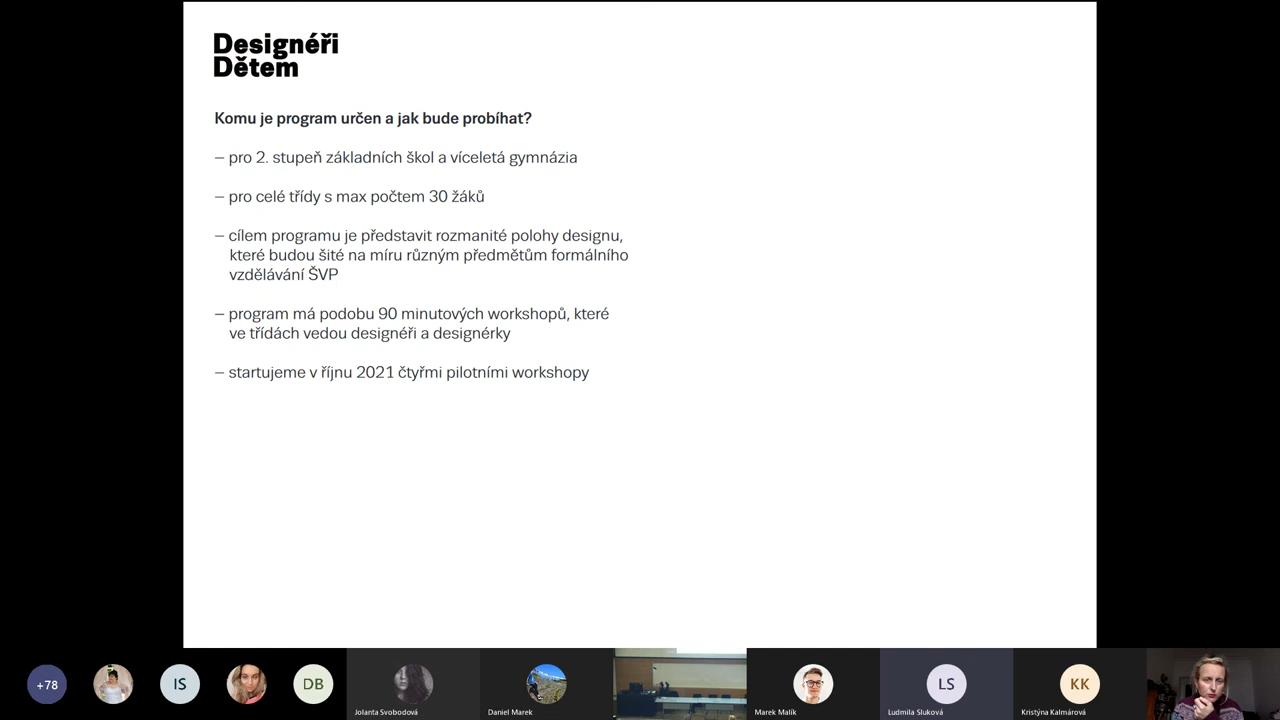 Designéři
Dětem
Komu je program určen a jak bude probíhat?
– pro 2. stupeň základních škol a víceletá gymnázia
– pro celé třídy s max počtem 30 žáků
– cílem programu je představit rozmanité polohy designu,
které budou šité na míru různým předmětům formálního
vzdělávání ŠVP
– program má podobu 90 minutových workshopů, které
ve třídách vedou designéři a designérky
– startujeme v říjnu 2021 čtyřmi pilotními workshopy
+78
IS
DB
Jolanta Svobodová
Daniel Marek
Marek Malík
LS
Ludmila Sluková
KK
Kristýna Kalmárová